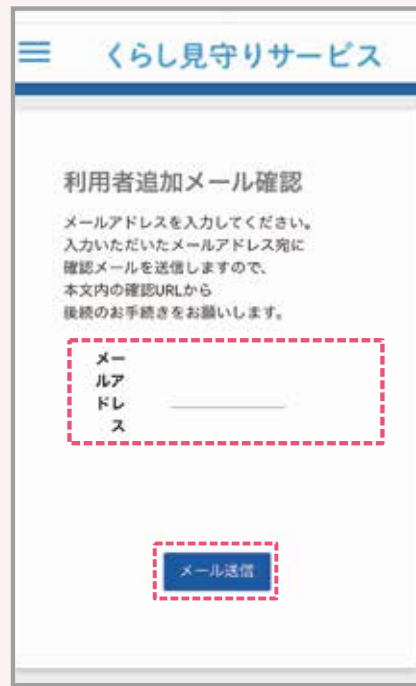 くらし見守りサービス
利用者追加メール確認
メールアドレスを入力してください。
入力いただいたメールアドレス宛に
確認メールを送信しますので、
本文内の確認URLから
後続のお手続きをお願いします。
メー
ルア
ドレ
ス
メール送信